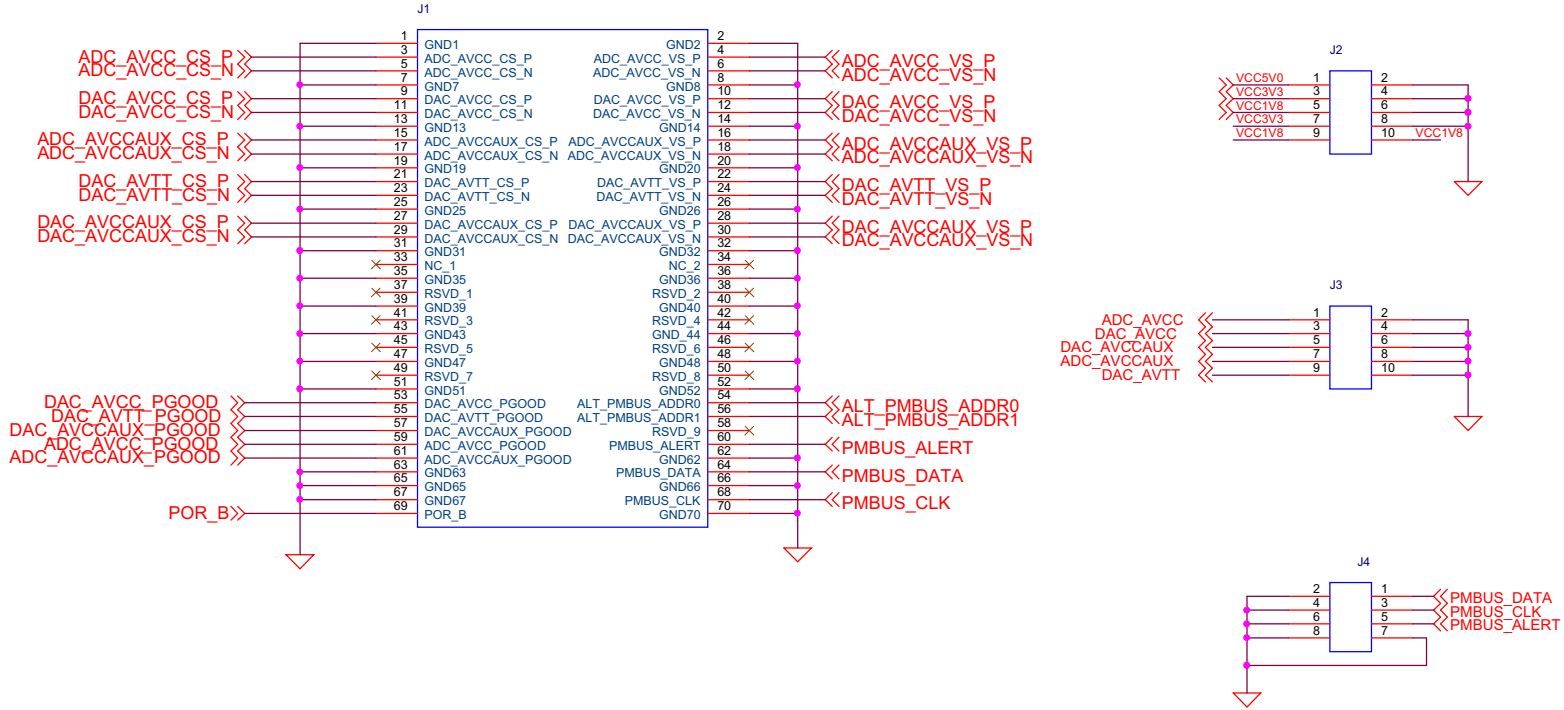 J1
1 GND1 GND2 2
ADC_AVCC_CS_P 3 ADC_AVCC_CS_P ADC_AVCC_VS_P 4 ADC_AVCC_VS_P
ADC_AVCC_CS_N 5 ADC_AVCC_CS_N ADC_AVCC_VS_N 6 ADC_AVCC_VS_N
7 GND7 GND8 8
DAC_AVCC_CS_P 9 DAC_AVCC_CS_P DAC_AVCC_VS_P 10 DAC_AVCC_VS_P
DAC_AVCC_CS_N 11 DAC_AVCC_CS_N DAC_AVCC_VS_N 12 DAC_AVCC_VS_N
13 GND13 GND14 14
ADC_AVCCAUX_CS_P 15 ADC_AVCCAUX_CS_P ADC_AVCCAUX_VS_P 16 ADC_AVCCAUX_VS_P
ADC_AVCCAUX_CS_N 17 ADC_AVCCAUX_CS_N ADC_AVCCAUX_VS_N 18 ADC_AVCCAUX_VS_N
19 GND19 GND20 20
DAC_AVTT_CS_P 21 DAC_AVTT_CS_P DAC_AVTT_VS_P 22 DAC_AVTT_VS_P
DAC_AVTT_CS_N 23 DAC_AVTT_CS_N DAC_AVTT_VS_N 24 DAC_AVTT_VS_N
25 GND25 GND26 26
DAC_AVCCAUX_CS_P 27 DAC_AVCCAUX_CS_P DAC_AVCCAUX_VS_P 28 DAC_AVCCAUX_VS_P
DAC_AVCCAUX_CS_N 29 DAC_AVCCAUX_CS_N DAC_AVCCAUX_VS_N 30 DAC_AVCCAUX_VS_N
31 GND31 GND32 32
33 NC_1 NC_2 34
35 GND35 GND36 36
37 RSVD_1 RSVD_2 38
39 GND39 GND40 40
41 RSVD_3 RSVD_4 42
43 GND43 GND_44 44
45 RSVD_5 RSVD_6 46
47 GND47 GND48 48
49 RSVD_7 RSVD_8 50
51 GND51 GND52 52
DAC_AVCC_PGOOD 53 DAC_AVCC_PGOOD ALT_PMBUS_ADDR0 54 ALT_PMBUS_ADDR0
DAC_AVTT_PGOOD 55 DAC_AVTT_PGOOD ALT_PMBUS_ADDR1 56 ALT_PMBUS_ADDR1
DAC_AVCCAUX_PGOOD 57 DAC_AVCCAUX_PGOOD RSVD_9 58
ADC_AVCC_PGOOD 59 ADC_AVCC_PGOOD PMBUS_ALERT 60 PMBUS_ALERT
ADC_AVCCAUX_PGOOD 61 ADC_AVCCAUX_PGOOD GND62 62
63 GND63 PMBUS_DATA 64 PMBUS_DATA
65 GND65 GND66 66
67 GND67 PMBUS_CLK 68 PMBUS_CLK
POR_B 69 POR_B GND70 70
J2
VCC5V0 1 2
VCC3V3 3 4
VCC1V8 5 6
VCC3V3 7 8
VCC1V8 9 10 VCC1V8
J3
ADC_AVCC 1 2
DAC_AVCC 3 4
DAC_AVCCAUX 5 6
ADC_AVCCAUX 7 8
DAC_AVTT 9 10
J4
2 1 PMBUS_DATA
4 3 PMBUS_CLK
6 5 PMBUS_ALERT
8 7